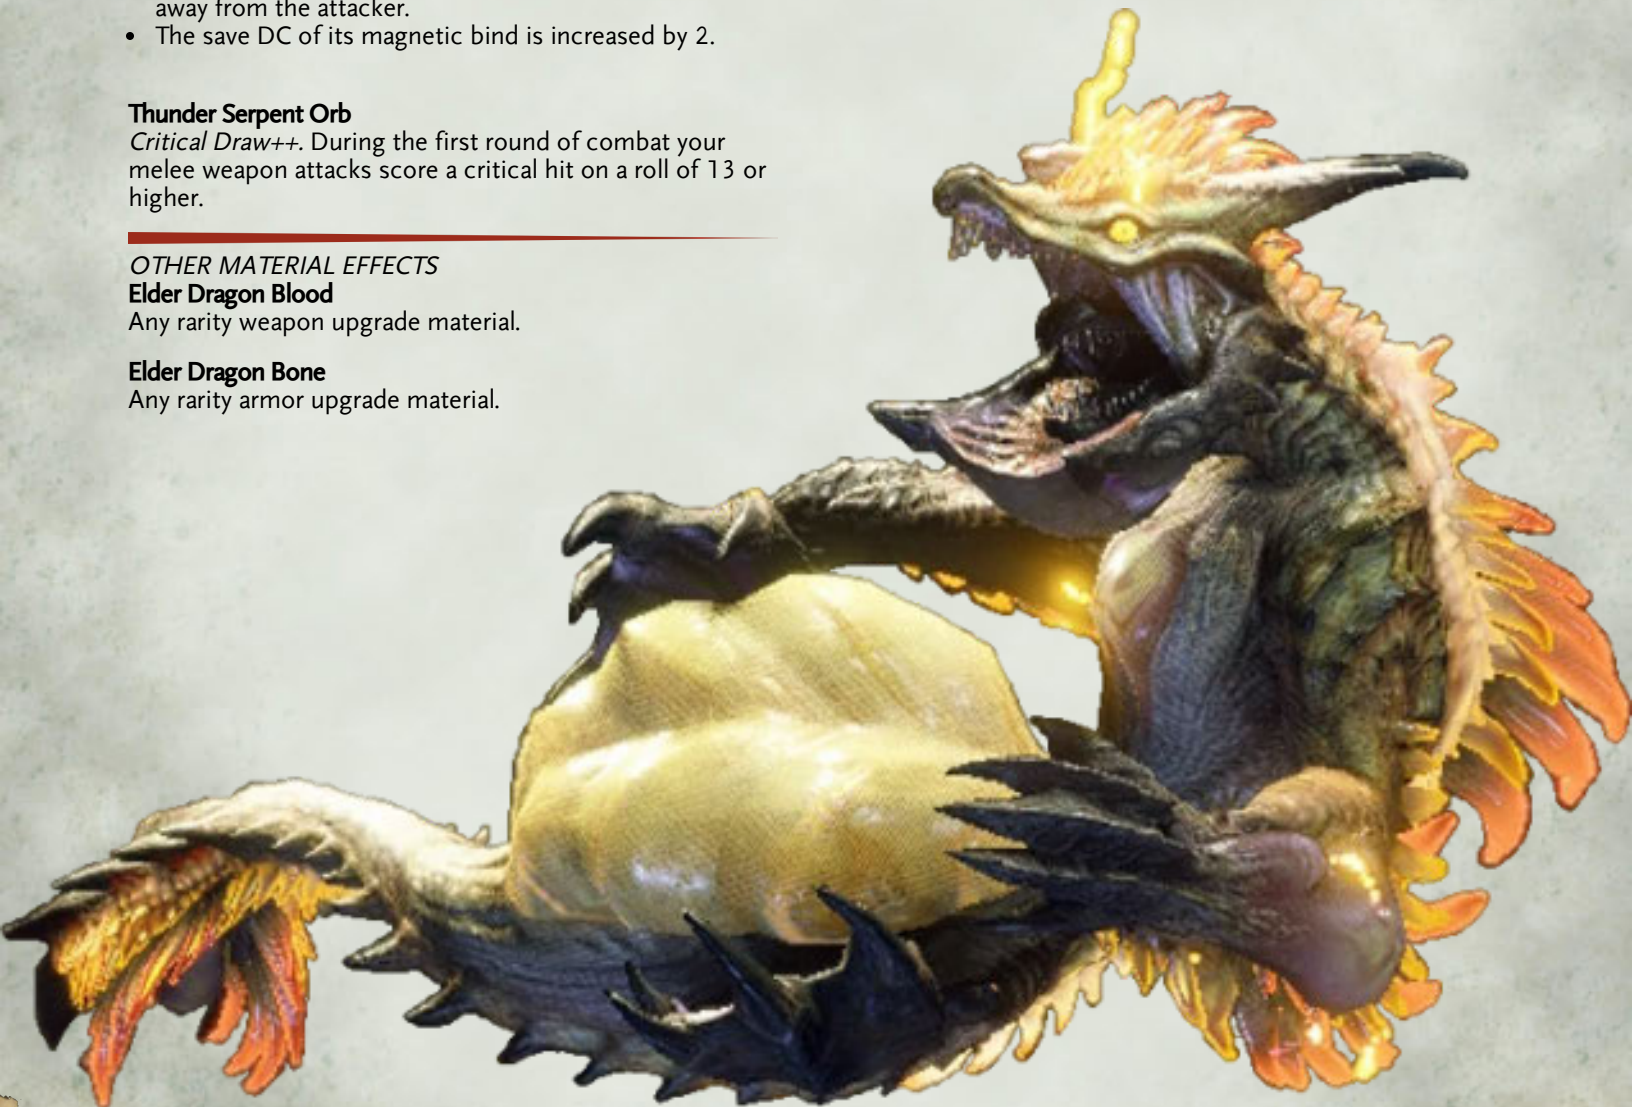 away from the attacker.
• The save DC of its magnetic bind is increased by 2.
Thunder Serpent Orb
Critical Draw++. During the first round of combat your
melee weapon attacks score a critical hit on a roll of 13 or
higher.
OTHER MATERIAL EFFECTS
Elder Dragon Blood
Any rarity weapon upgrade material.
Elder Dragon Bone
Any rarity armor upgrade material.